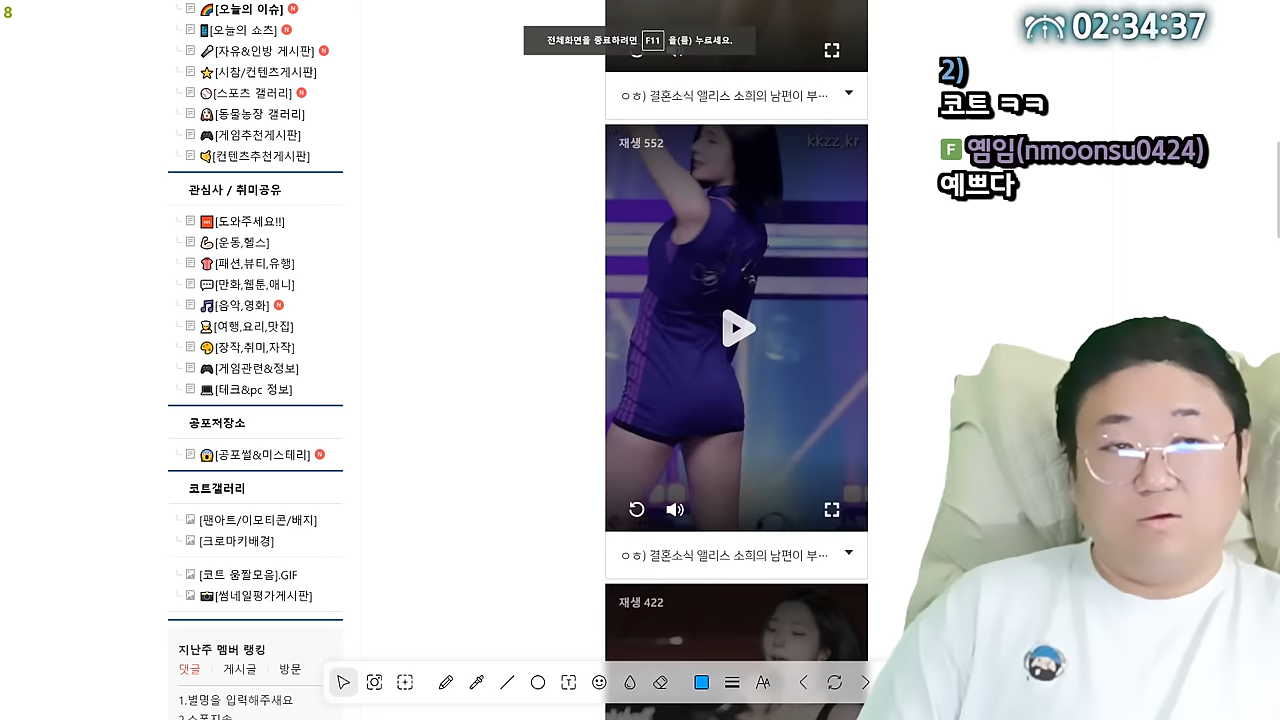 8
🌈[오늘의 이슈] N
📱[오늘의 쇼츠] N
🎤[자유&인방 게시판] N
⭐[시참/컨텐츠게시판]
⚾[스포츠 갤러리] N
🐶[동물농장 갤러리]
🎮[게임추천게시판]
[컨텐츠추천게시판]
관심사 / 취미공유
[도와주세요!!]
💪[운동,헬스]
👚[패션,뷰티,유행]
💬[만화,웹툰,애니]
🎵[음악,영화] N
[여행,요리,맛집]
🎨[장작,취미,자작]
🎮[게임관련&정보]
💻[테크&pc 정보]
공포저장소
😱[공포썰&미스테리] N
코트갤러리
[팬아트/이모티콘/배지]
[크로마키배경]
[코트 움짤모음].GIF
📷[썸네일평가게시판]
지난주 멤버 랭킹
댓글 게시글 방문
1.별명을 입력해주세요
전체화면을 종료하려면 F11 을(를) 누르세요.
ㅇㅎ) 결혼소식 앨리스 소희의 남편이 부···
재생 552
kkzz_kr
ㅇㅎ) 결혼소식 앨리스 소희의 남편이 부···
재생 422
02:34:37
2)
코트 ㅋㅋ
F 옘임(nmoonsu0424)
예쁘다